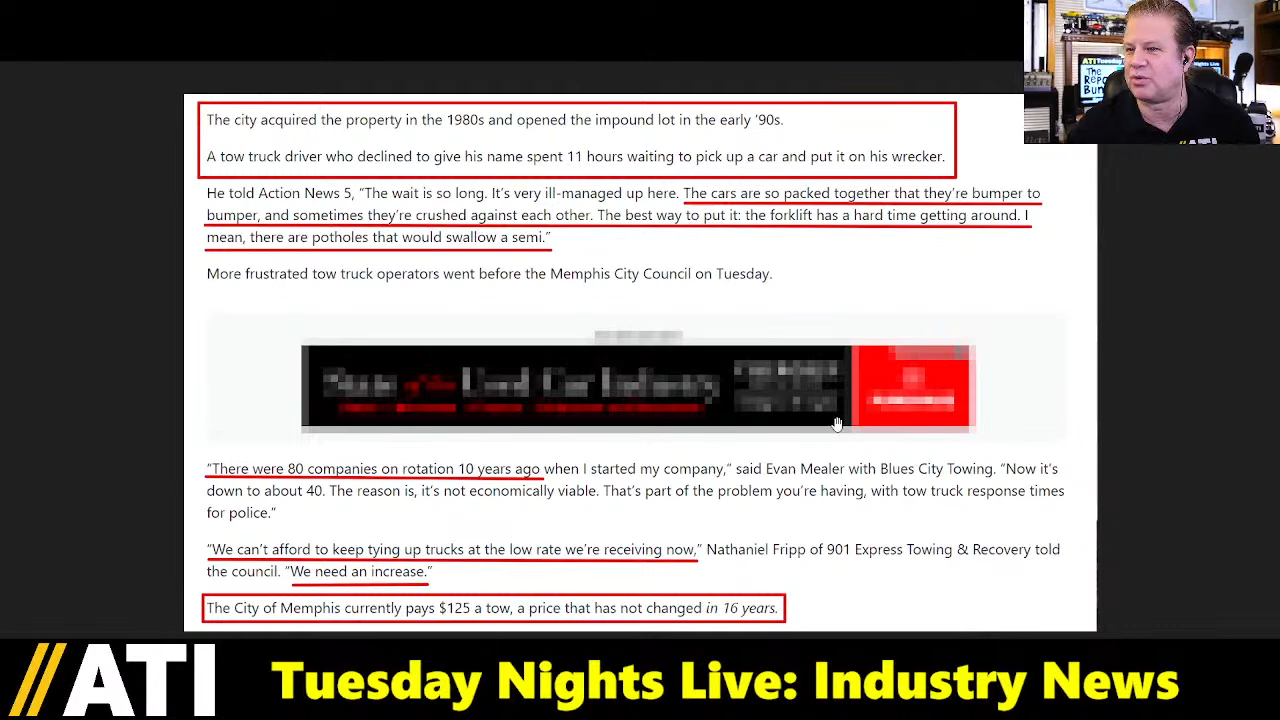 ATI Tuesday
Nights Live
The
The city acquired the property in the 1980s and opened the impound lot in the early ’90s.
A tow truck driver who declined to give his name spent 11 hours waiting to pick up a car and put it on his wrecker.
He told Action News 5, “The wait is so long. It’s very ill-managed up here. The cars are so packed together that they’re bumper to
bumper, and sometimes they’re crushed against each other. The best way to put it: the forklift has a hard time getting around. I
mean, there are potholes that would swallow a semi.”
More frustrated tow truck operators went before the Memphis City Council on Tuesday.
Used Car Industry
“There were 80 companies on rotation 10 years ago when I started my company,” said Evan Mealer with Blues City Towing. “Now it’s
down to about 40. The reason is, it’s not economically viable. That’s part of the problem you’re having, with tow truck response times
for police.”
“We can’t afford to keep tying up trucks at the low rate we’re receiving now,” Nathaniel Fripp of 901 Express Towing & Recovery told
the council. “We need an increase.”
The City of Memphis currently pays $125 a tow, a price that has not changed in 16 years.
//ATI
Tuesday Nights Live: Industry News